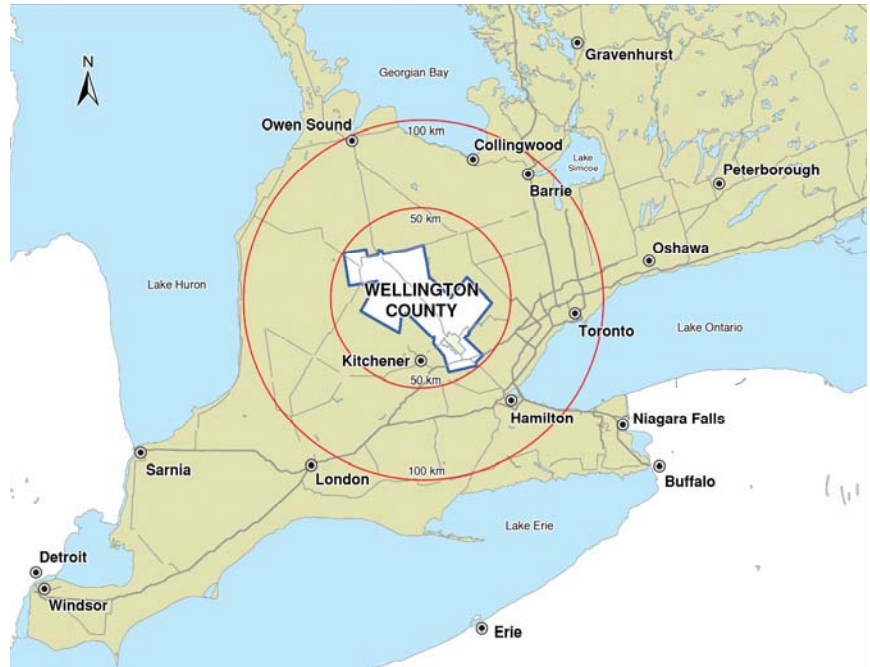 Gravenhurst
N
Georgian Bay
Owen Sound
100 km
Collingwood
Lake
Simcoe
Barrie
Peterborough
50 km
Oshawa
Lake Huron
WELLINGTON
COUNTY
Toronto
Lake Ontario
Kitchener
50 km
Hamilton
Niagara Falls
Sarnia
London
100 km
Buffalo
Lake Erie
Detroit
Windsor
Erie